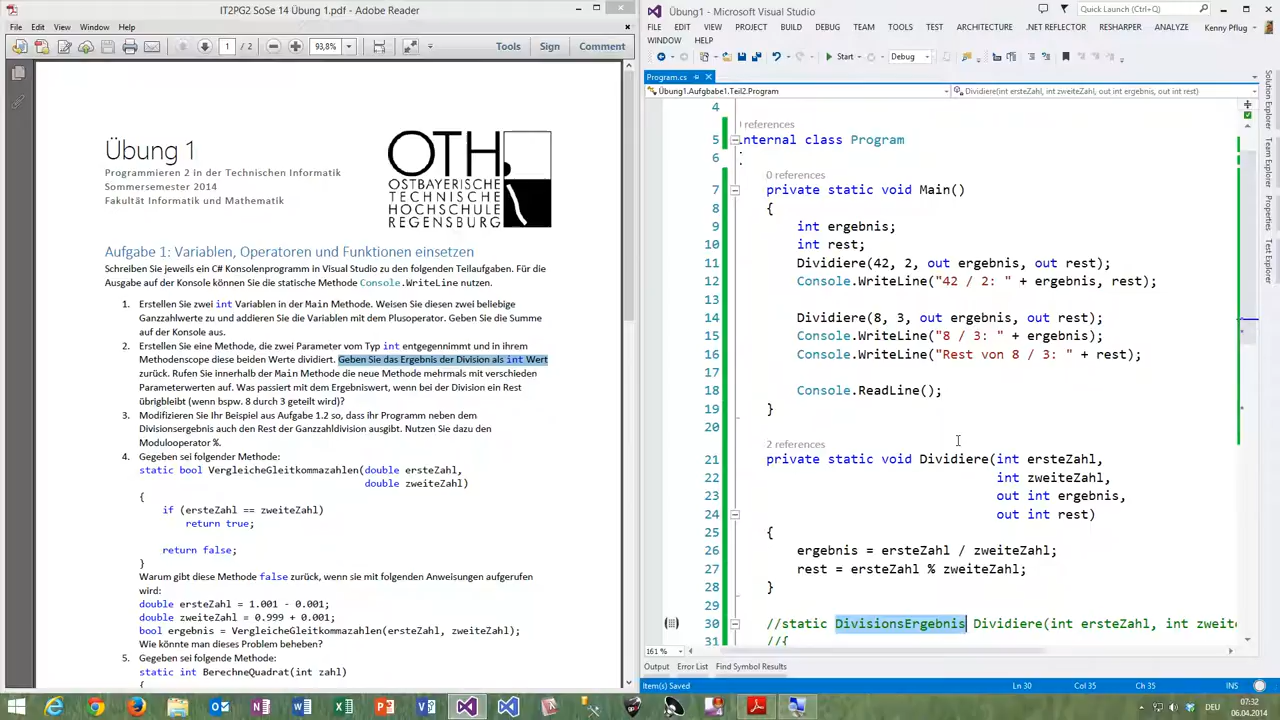 IT2PG2 SoSe 14 Übung 1.pdf - Adobe Reader
File Edit View Window Help
1 / 2 93,8% Tools Sign Comment
Übung 1
Programmieren 2 in der Technischen Informatik
Sommersemester 2014
Fakultät Informatik und Mathematik
OTH
OSTBAYERISCHE
TECHNISCHE
HOCHSCHULE
REGENSBURG
Aufgabe 1: Variablen, Operatoren und Funktionen einsetzen
Schreiben Sie jeweils ein C# Konsolenprogramm in Visual Studio zu den folgenden Teilaufgaben. Für die
Ausgabe auf der Konsole können Sie die statische Methode Console.WriteLine nutzen.
1. Erstellen Sie zwei int Variablen in der Main Methode. Weisen Sie diesen zwei beliebige
Ganzzahlwerte zu und addieren Sie die Variablen mit dem Plusoperator. Geben Sie die Summe
auf der Konsole aus.
2. Erstellen Sie eine Methode, die zwei Parameter vom Typ int entgegennimmt und in ihrem
Methodenscope diese beiden Werte dividiert. Geben Sie das Ergebnis der Division als int Wert
zurück. Rufen Sie innerhalb der Main Methode die neue Methode mehrmals mit verschieden
Parameterwerten auf. Was passiert mit dem Ergebniswert, wenn bei der Division ein Rest
übrigbleibt (wenn bspw. 8 durch 3 geteilt wird)?
3. Modifizieren Sie Ihr Beispiel aus Aufgabe 1.2 so, dass ihr Programm neben dem
Divisionsergebnis auch den Rest der Ganzzahldivision ausgibt. Nutzen Sie dazu den
Modulooperator %.
4. Gegeben sei folgender Methode:
static bool VergleicheGleitkommazahlen(double ersteZahl,
double zweiteZahl)
{
if (ersteZahl == zweiteZahl)
return true;
return false;
}
Warum gibt diese Methode false zurück, wenn sie mit folgenden Anweisungen aufgerufen
wird:
double ersteZahl = 1.001 - 0.001;
double zweiteZahl = 0.999 + 0.001;
bool ergebnis = VergleicheGleitkommazahlen(ersteZahl, zweiteZahl);
Wie könnte man dieses Problem beheben?
5. Gegeben sei folgende Methode:
static int BerechneQuadrat(int zahl)
{
Übung1 - Microsoft Visual Studio
Quick Launch (Ctrl+Q)
FILE EDIT VIEW PROJECT BUILD DEBUG TEAM TOOLS TEST ARCHITECTURE .NET REFLECTOR RESHARPER ANALYZE Kenny Pflug
WINDOW HELP
Start Debug
Program.cs
Übung1.Aufgbabe1.Teil2.Program
Dividiere(int ersteZahl, int zweiteZahl, out int ergebnis, out int rest)
4
references
5 nternal class Program
6
0 references
7 private static void Main()
8 {
9 int ergebnis;
10 int rest;
11 Dividiere(42, 2, out ergebnis, out rest);
12 Console.WriteLine("42 / 2: " + ergebnis, rest);
13
14 Dividiere(8, 3, out ergebnis, out rest);
15 Console.WriteLine("8 / 3: " + ergebnis);
16 Console.WriteLine("Rest von 8 / 3: " + rest);
17
18 Console.ReadLine();
19 }
20
2 references
21 private static void Dividiere(int ersteZahl,
22 int zweiteZahl,
23 out int ergebnis,
24 out int rest)
25 {
26 ergebnis = ersteZahl / zweiteZahl;
27 rest = ersteZahl % zweiteZahl;
28 }
29
30 //static DivisionsErgebnis Dividiere(int ersteZahl, int zweite
31 //{
161 %
Solution Explorer
Team Explorer
Properties
Test Explorer
Output Error List Find Symbol Results
Item(s) Saved Ln 30 Col 35 Ch 35 INS
07:32
06.04.2014